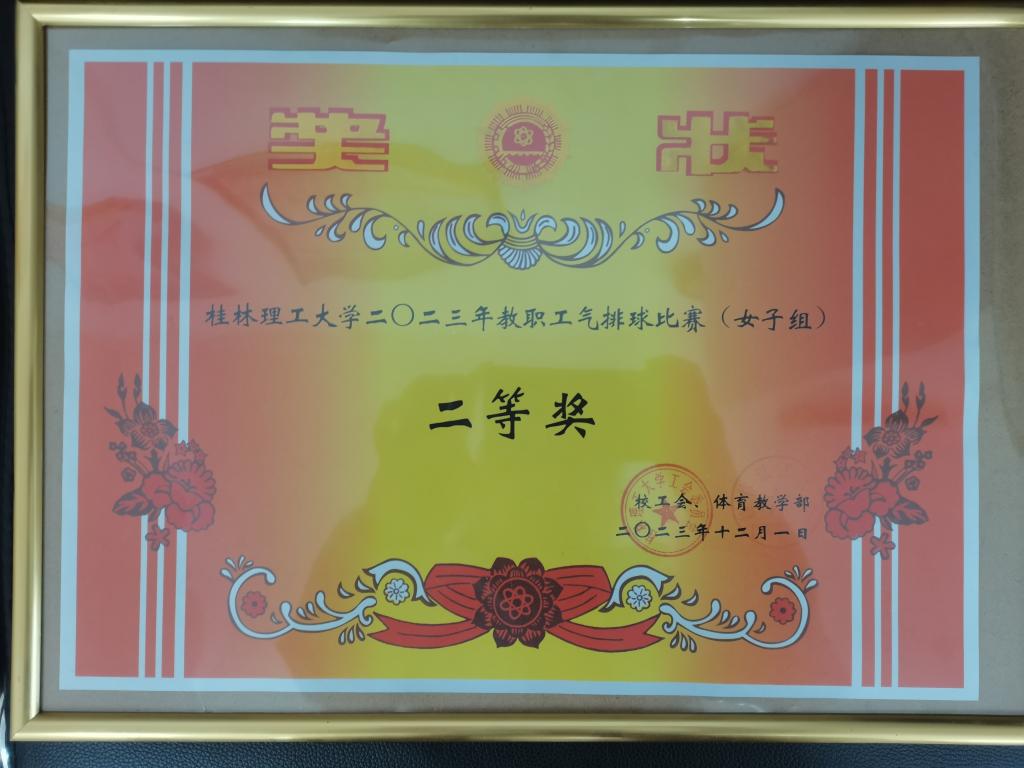 奖 状
桂林理工大学二〇二三年教职工气排球比赛（女子组）
二等奖
校工会、体育教学部
二〇二三年十二月一日